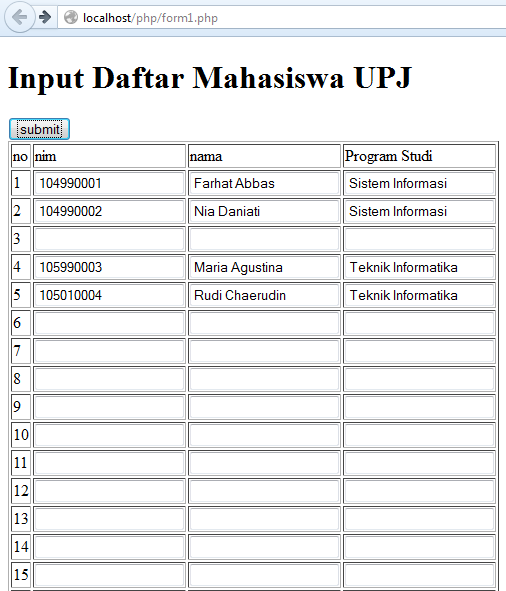 localhost/php/form1.php
Input Daftar Mahasiswa UPJ
submit
no nim nama Program Studi
1 104990001 Farhat Abbas Sistem Informasi
2 104990002 Nia Daniati Sistem Informasi
3
4 105990003 Maria Agustina Teknik Informatika
5 105010004 Rudi Chaerudin Teknik Informatika
6
7
8
9
10
11
12
13
14
15